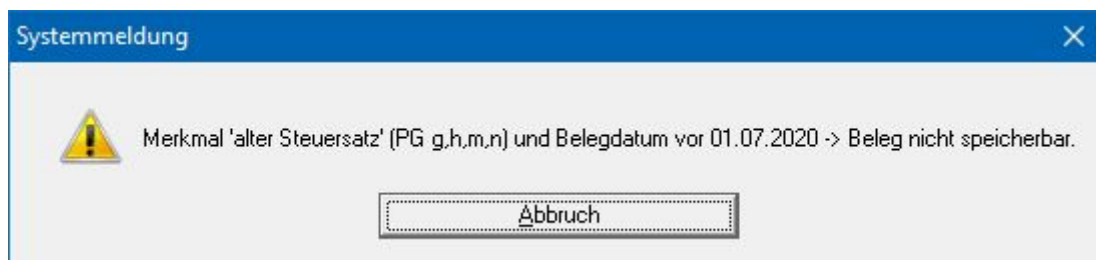 Systemmeldung
Merkmal 'alter Steuersatz' (PG g,h,m,n) und Belegdatum vor 01.07.2020 -> Beleg nicht speicherbar.
Abbruch